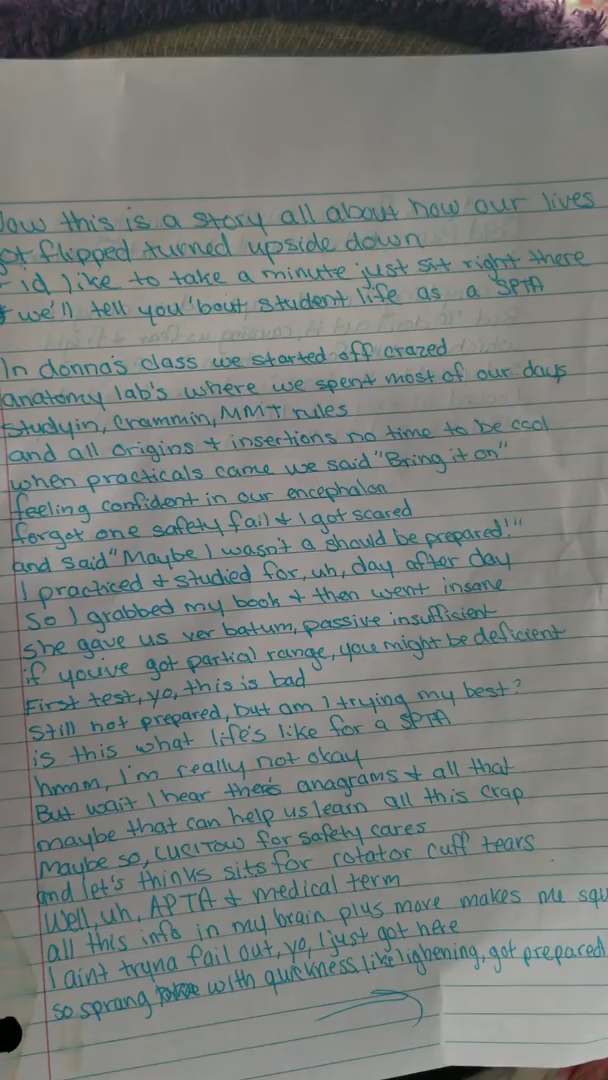 Now this is a story all about how our lives
got flipped turned upside down
id like to take a minute just sit right there
+ we'll tell you 'bout student life as a SPTA
In donna's class we started off crazed
anatomy lab's where we spent most of our days
Studyin, Crammin, MMT rules
and all origins + insertions no time to be cool
when practicals came we said "Bring it on"
feeling confident in our encephalon
forgot one safety fail + I got scared
and said "Maybe I wasn't a should be prepared!"
I practiced + studied for, uh, day after day
So I grabbed my book + then went insane
she gave us ver batum, passive insufficient
if youve got partial range, you might be deficient
First test, yo, this is bad
Still not prepared, but am I trying my best?
is this what life's like for a SPTA
hmmm, I'm really not okay
But wait I hear there's anagrams + all that
maybe that can help us learn all this crap
Maybe so, for safety cares
and let's thinks sits for rotator cuff tears
Well, uh, APTA + medical term
all this info in my brain plus more makes me squ
I aint tryna fail out, yo, I just got here
so sprang with quickness like lighening, got prepared